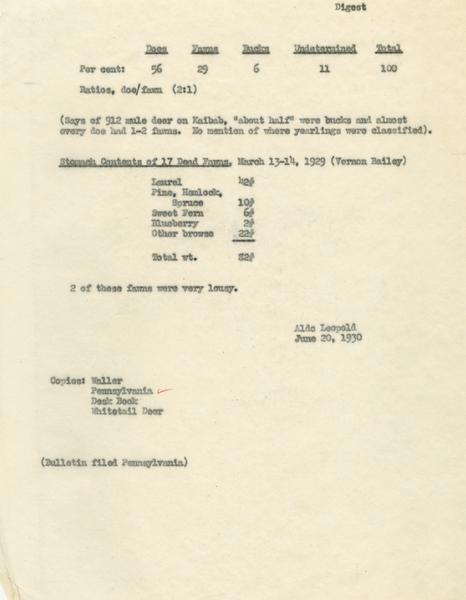 Digest
Does Fawns Bucks Undetermined Total
Per cent: 56 29 6 11 100
Ratios, doe/fawn (2:1)
(Says of 912 mule deer on Kaibab, "about half" were bucks and almost
every doe had 1-2 fawns. No mention of where yearlings were classified).
Stomach Contents of 17 Dead Fawns, March 13-14, 1929 (Vernon Bailey)
Laurel 42%
Pine, Hemlock,
Spruce 10%
Sweet Fern 6%
Blueberry 2%
Other browse 22%
Total wt. 82%
2 of these fawns were very lousy.
Aldo Leopold
June 20, 1930
Copies: Waller
Pennsylvania
Desk Book
Whitetail Deer
(Bulletin filed Pennsylvania)